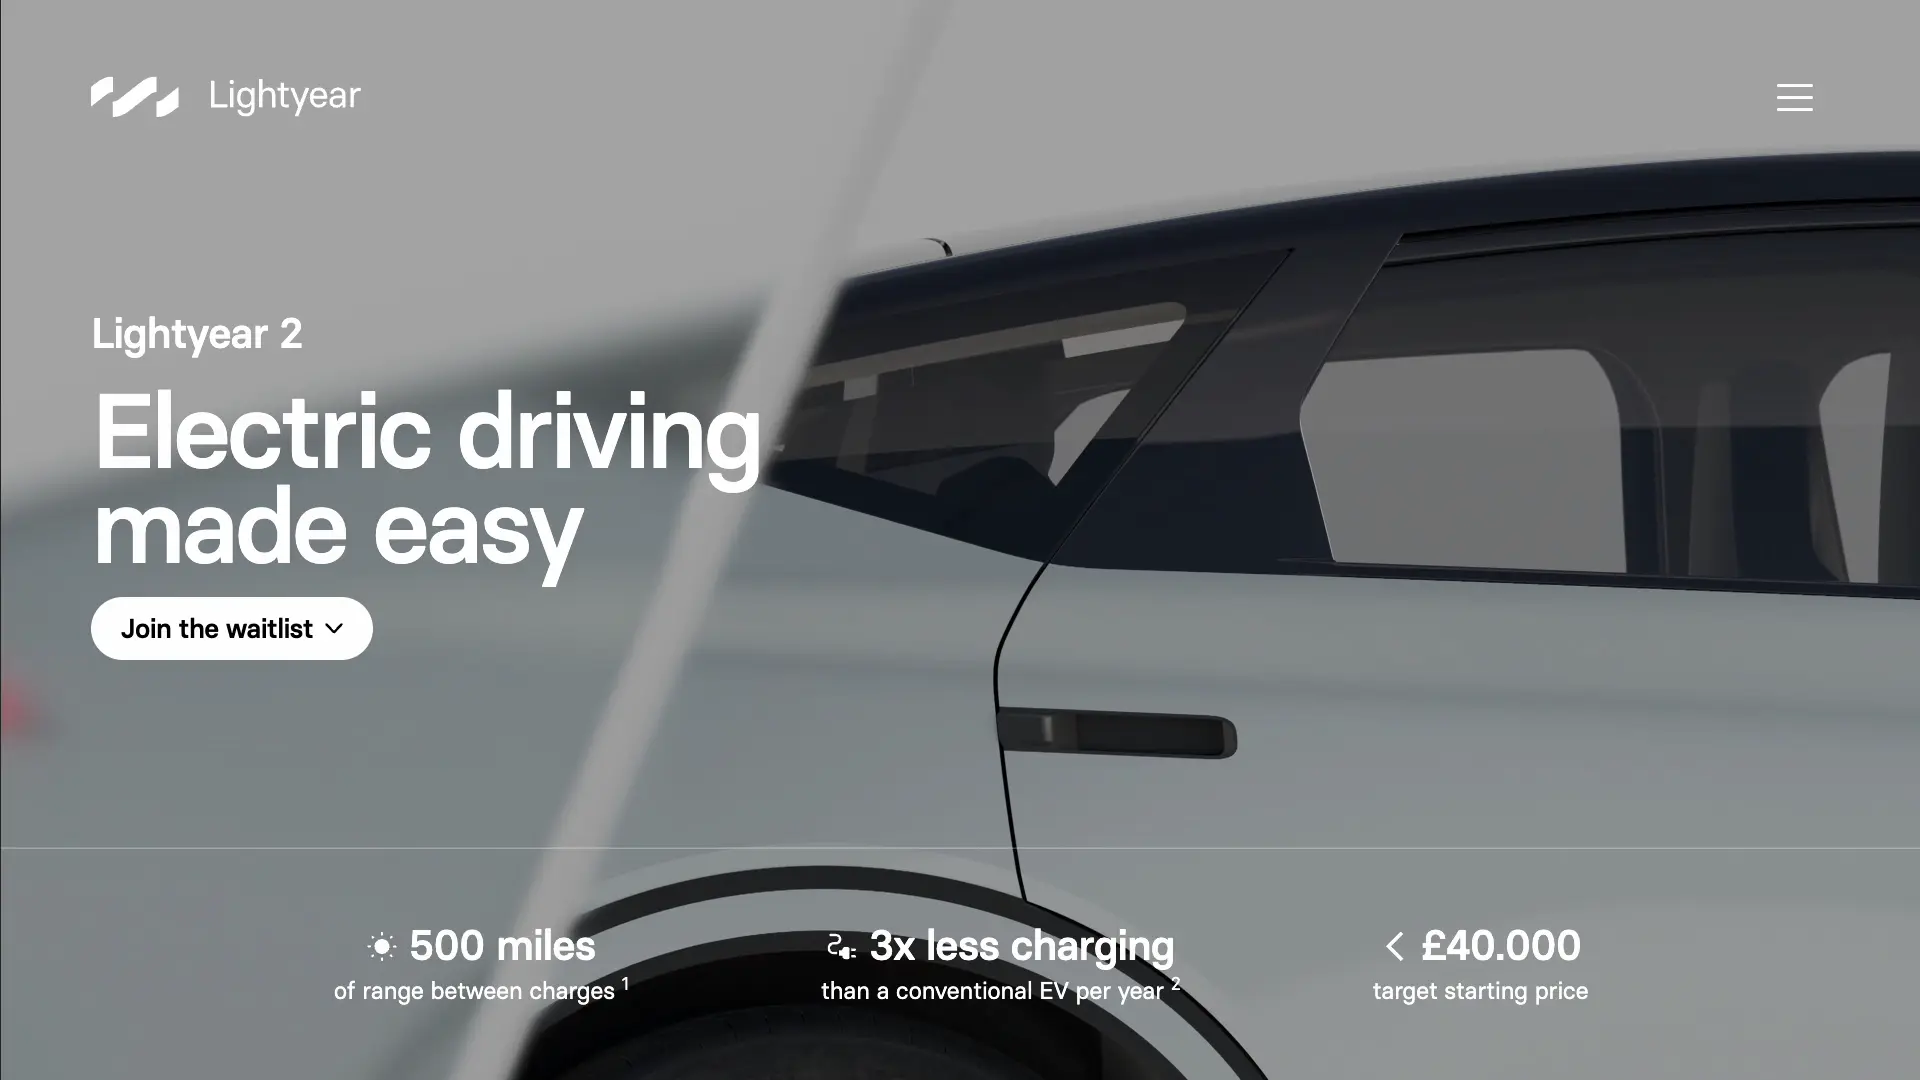 Lightyear
Lightyear 2
Electric driving
made easy
Join the waitlist
500 miles
of range between charges 1
3x less charging
than a conventional EV per year 2
< £40.000
target starting price